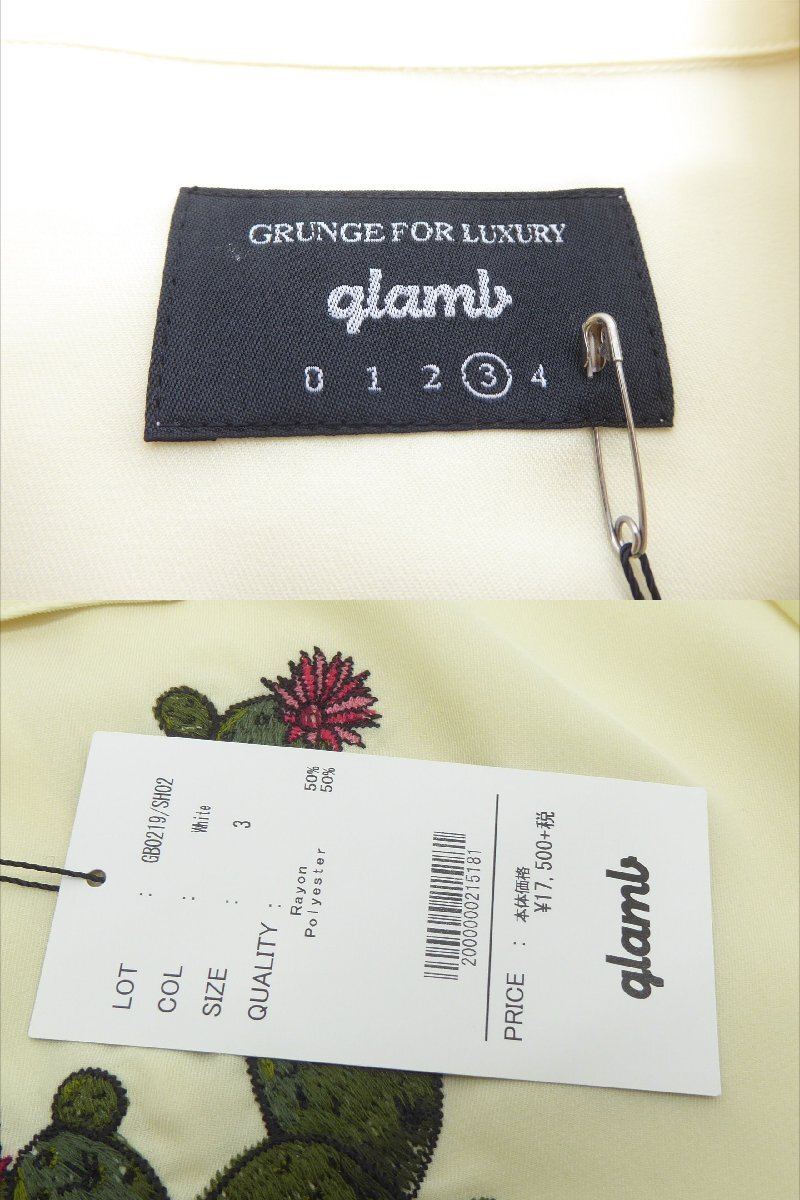 GRUNGE FOR LUXURY
glamb
0 1 2 3 4
LOT : GB0219/SH02
COL : White
SIZE : 3
QUALITY :
Rayon 50%
Polyester 50%
2000000215181
PRICE : 本体価格
¥17,500+税
glamb